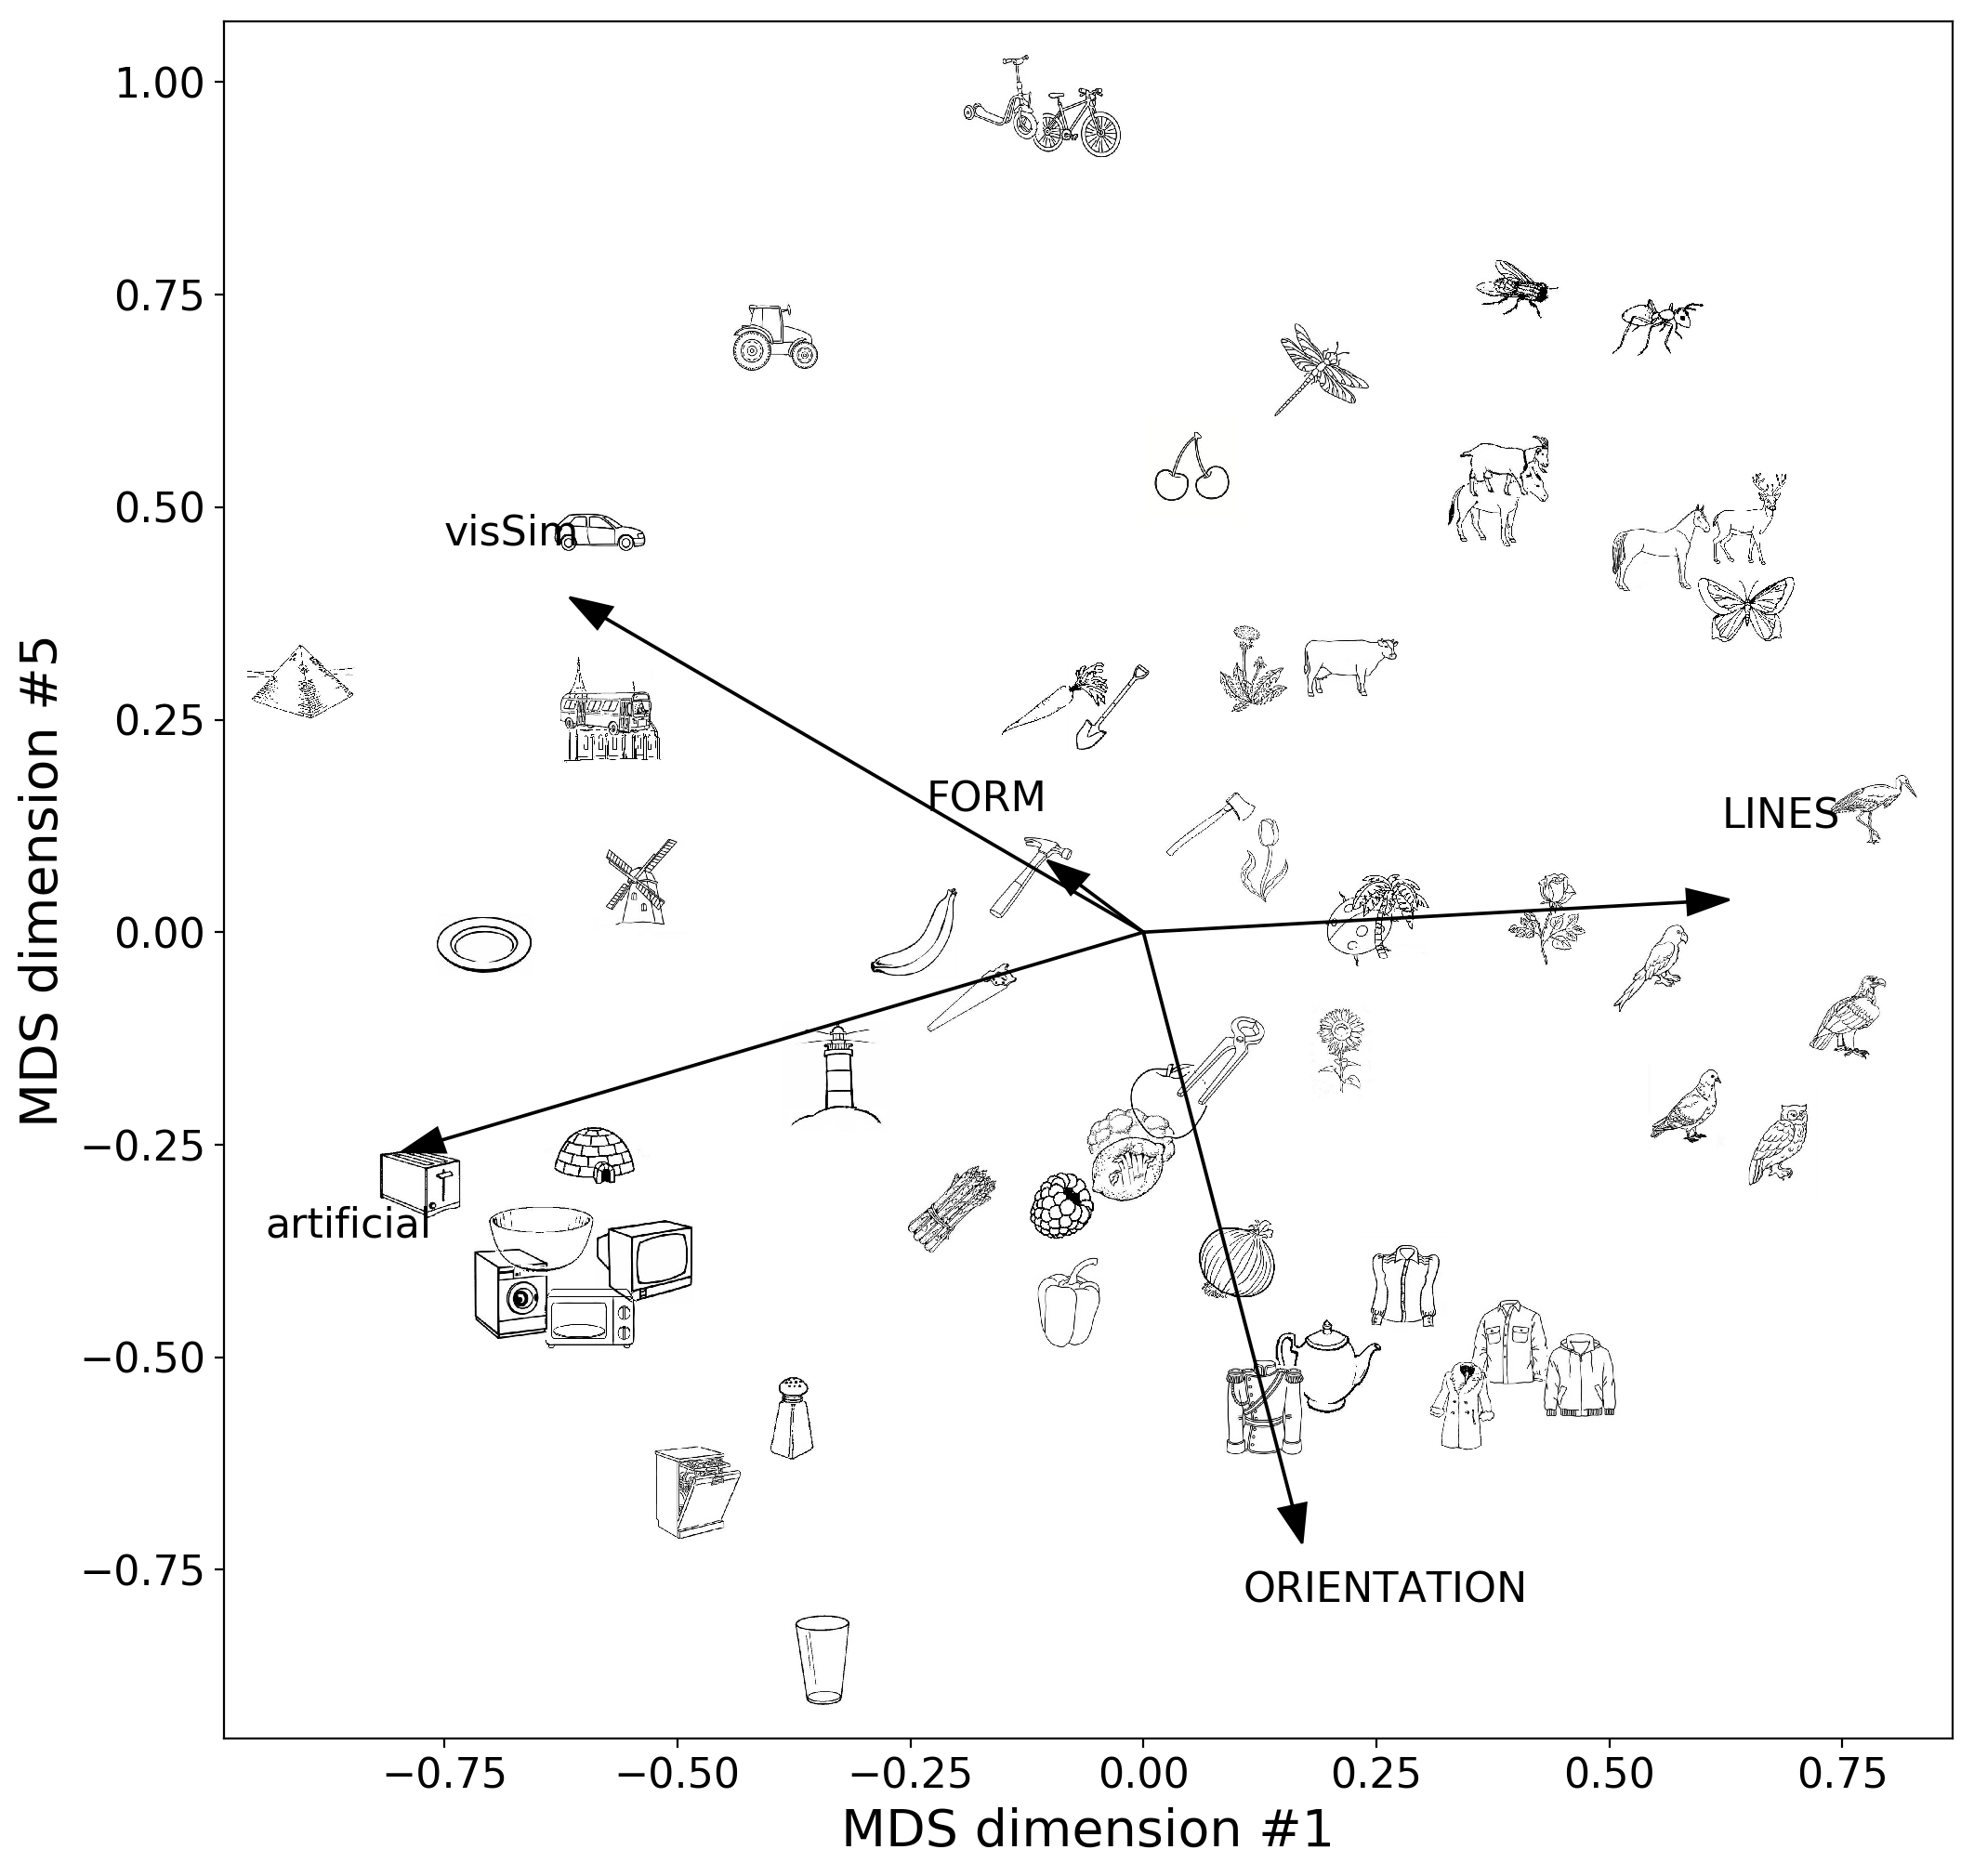 1.00
0.75
0.50
visSim
0.25
FORM
LINES
0.00
−0.25
artificial
−0.50
−0.75
ORIENTATION
−0.75 −0.50 −0.25 0.00 0.25 0.50 0.75
MDS dimension #1
MDS dimension #5